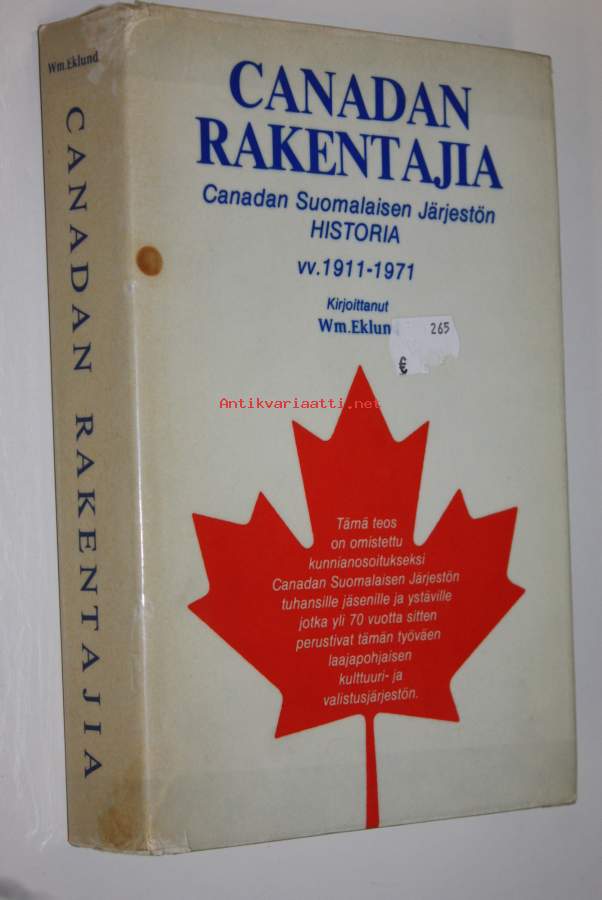 Wm.Eklund
CANADAN RAKENTAJIA
CANADAN
RAKENTAJIA
Canadan Suomalaisen Järjestön
HISTORIA
vv.1911-1971
Kirjoittanut
Wm.Eklun
265
€
Antikvariaatti.net
Tämä teos
on omistettu
kunnianosoitukseksi
Canadan Suomalaisen Järjestön
tuhansille jäsenille ja ystäville
jotka yli 70 vuotta sitten
perustivat tämän työväen
laajapohjaisen
kulttuuri- ja
valistusjärjestön.